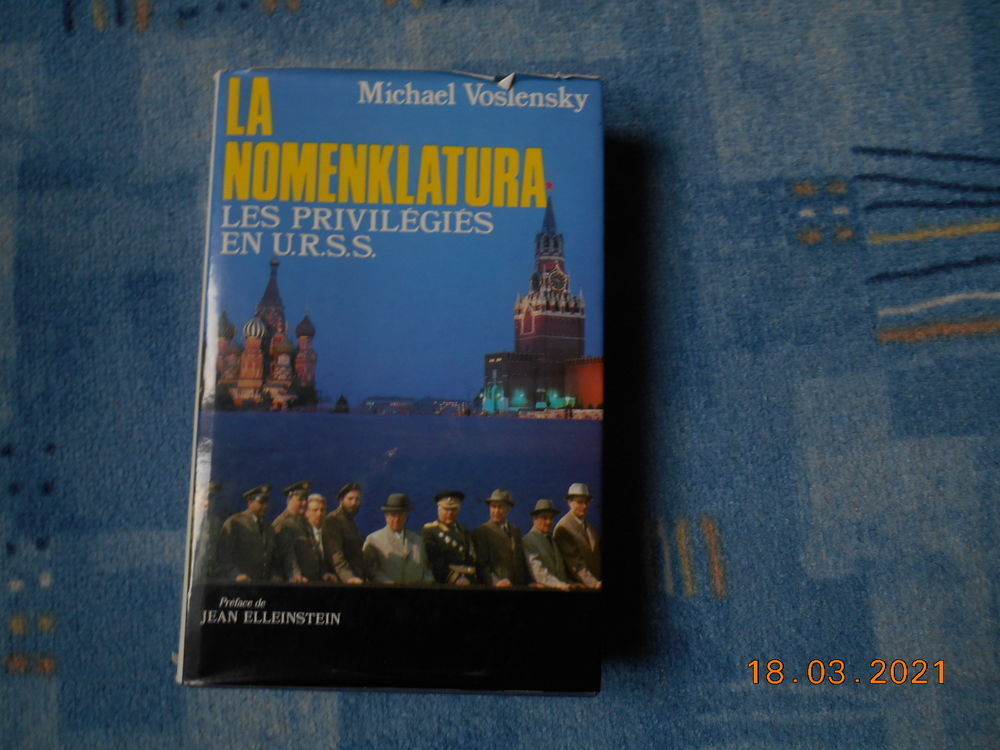 Michael Voslensky
LA
NOMENKLATURA
LES PRIVILÉGIÉS
EN U.R.S.S.
Préface de
JEAN ELLEINSTEIN
18.03.2021